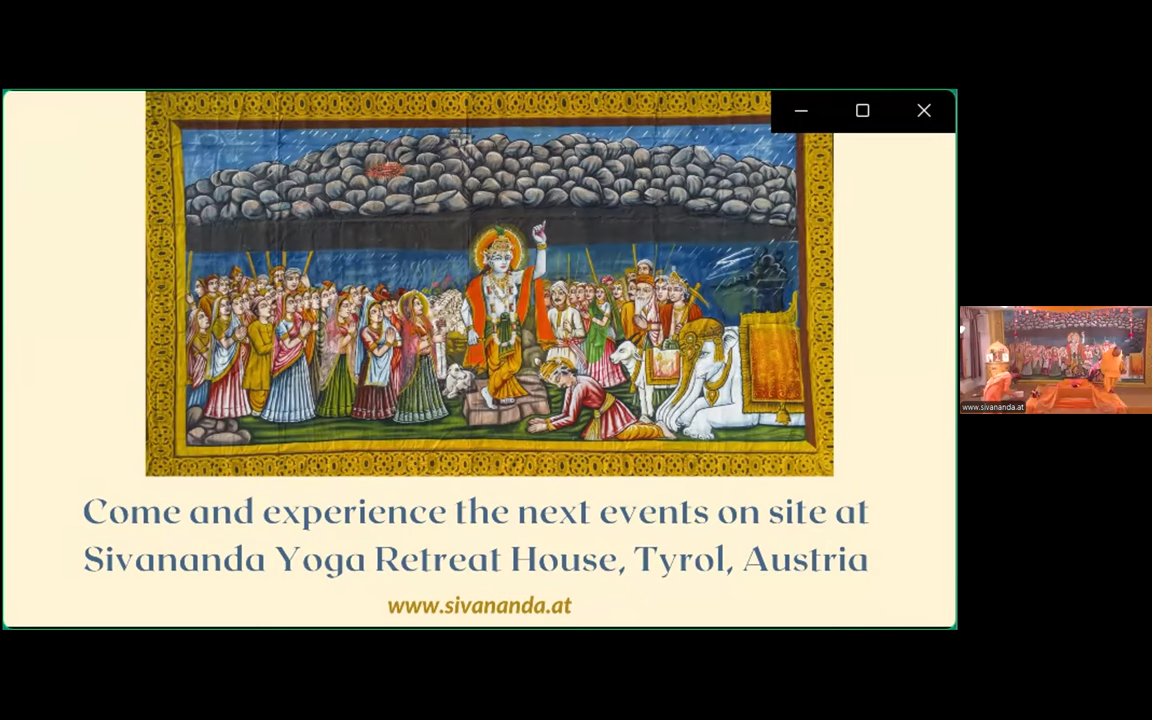 Come and experience the next events on site at
Sivananda Yoga Retreat House, Tyrol, Austria
www.sivananda.at
www.sivananda.at